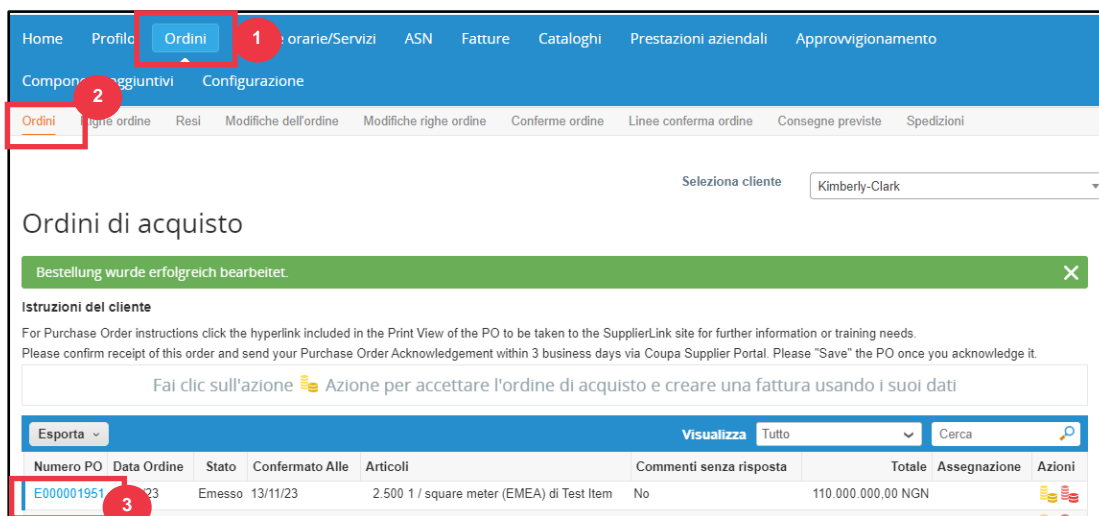 Home Profilo Ordini 1 orarie/Servizi ASN Fatture Cataloghi Prestazioni aziendali Approvvigionamento
2 aggiuntivi Configurazione
Ordini Righe ordine Resi Modifiche dell'ordine Modifiche righe ordine Conferme ordine Linee conferma ordine Consegne previste Spedizioni
Seleziona cliente Kimberly-Clark
Ordini di acquisto
Bestellung wurde erfolgreich bearbeitet.
Istruzioni del cliente
For Purchase Order instructions click the hyperlink included in the Print View of the PO to be taken to the SupplierLink site for further information or training needs.
Please confirm receipt of this order and send your Purchase Order Acknowledgement within 3 business days via Coupa Supplier Portal. Please "Save" the PO once you acknowledge it.
Fai clic sull'azione Azione per accettare l'ordine di acquisto e creare una fattura usando i suoi dati
Esporta Visualizza Tutto Cerca
Numero PO Data Ordine Stato Confermato Alle Articoli Commenti senza risposta Totale Assegnazione Azioni
E000001951 3 /23 Emesso 13/11/23 2.500 1 / square meter (EMEA) di Test Item No 110.000.000,00 NGN